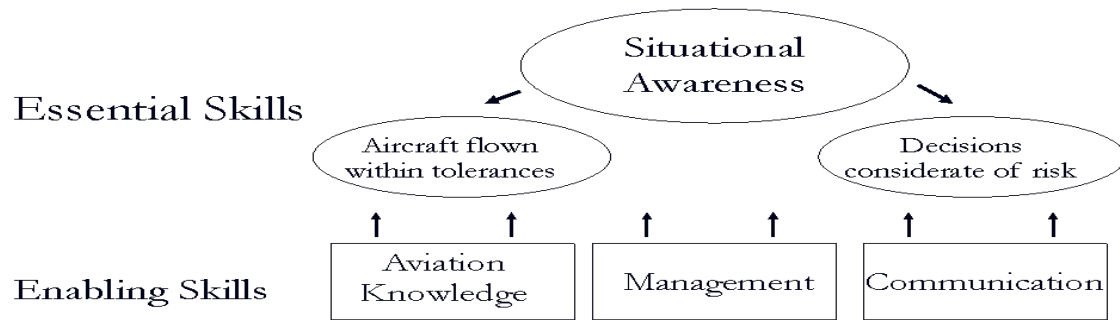 Situational
Awareness
Essential Skills
Aircraft flown
within tolerances
Decisions
considerate of risk
Enabling Skills
Aviation
Knowledge
Management
Communication